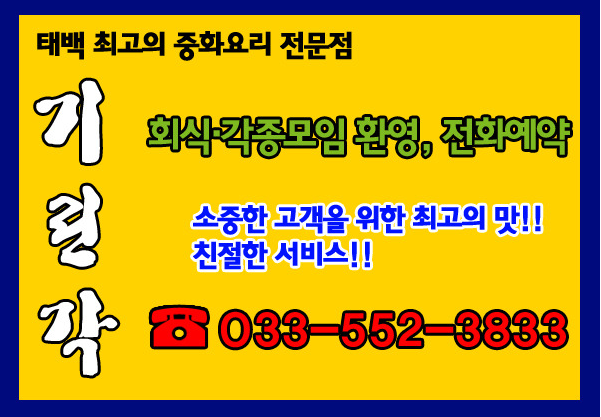 태백 최고의 중화요리 전문점
기린각
회식·각종모임 환영, 전화예약
소중한 고객을 위한 최고의 맛!!
친절한 서비스!!
☎ 033-552-3833